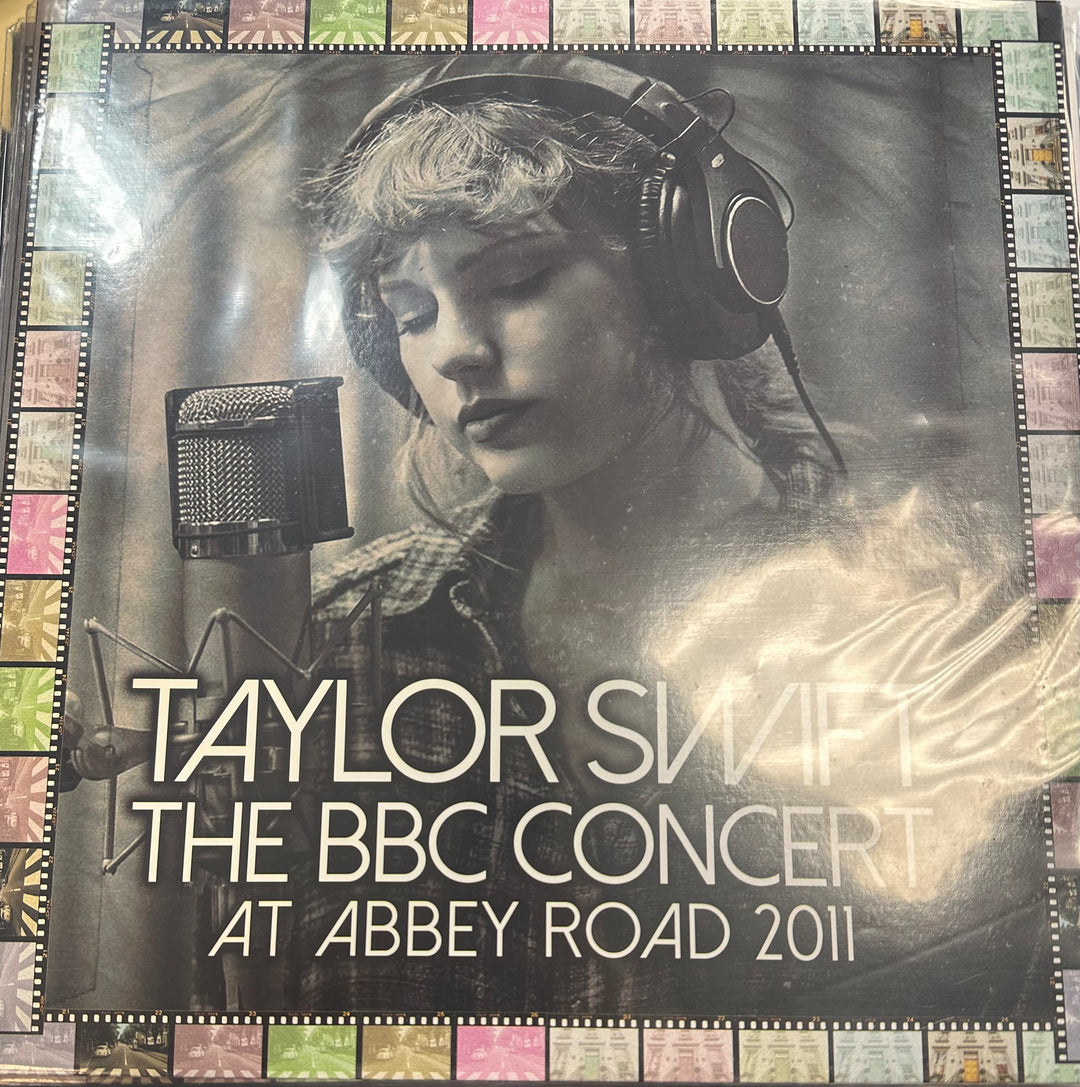 TAYLOR SWIFT
THE BBC CONCERT
AT ABBEY ROAD 2011